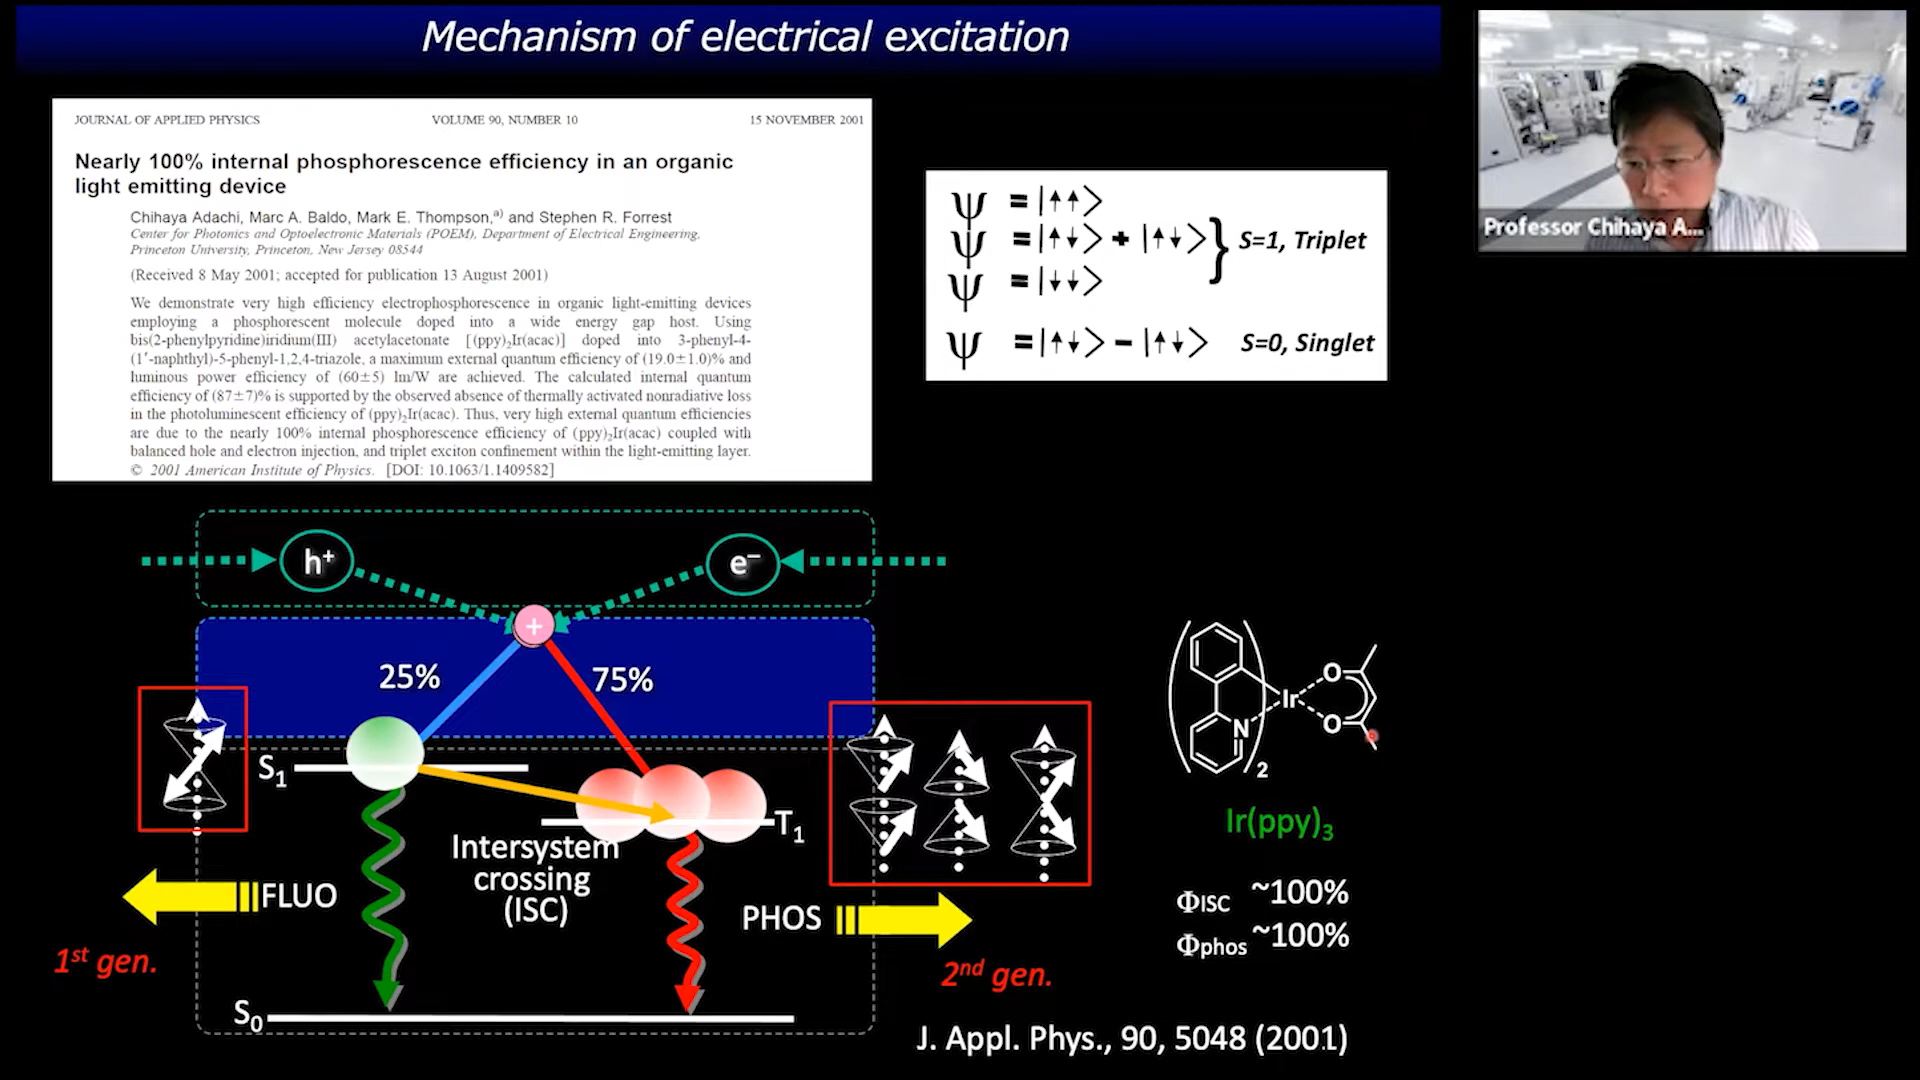 Mechanism of electrical excitation
JOURNAL OF APPLIED PHYSICS VOLUME 90, NUMBER 10 15 NOVEMBER 2001
Nearly 100% internal phosphorescence efficiency in an organic
light emitting device
Chihaya Adachi, Marc A. Baldo, Mark E. Thompson,a) and Stephen R. Forrest
Center for Photonics and Optoelectronic Materials (POEM), Department of Electrical Engineering,
Princeton University, Princeton, New Jersey 08544
(Received 8 May 2001; accepted for publication 13 August 2001)
We demonstrate very high efficiency electrophosphorescence in organic light-emitting devices
employing a phosphorescent molecule doped into a wide energy gap host. Using
bis(2-phenylpyridine)iridium(III) acetylacetonate [(ppy)2Ir(acac)] doped into 3-phenyl-4-
(1′-naphthyl)-5-phenyl-1,2,4-triazole, a maximum external quantum efficiency of (19.0±1.0)% and
luminous power efficiency of (60±5) lm/W are achieved. The calculated internal quantum
efficiency of (87±7)% is supported by the observed absence of thermally activated nonradiative loss
in the photoluminescent efficiency of (ppy)2Ir(acac). Thus, very high external quantum efficiencies
are due to the nearly 100% internal phosphorescence efficiency of (ppy)2Ir(acac) coupled with
balanced hole and electron injection, and triplet exciton confinement within the light-emitting layer.
© 2001 American Institute of Physics. [DOI: 10.1063/1.1409582]
Ψ =|↑↑>
Ψ =|↑↓> + |↑↓> } S=1, Triplet
Ψ =|↓↓>
Ψ =|↑↓> − |↑↓> S=0, Singlet
Professor Chihaya A...
h+
e−
+
25%
75%
S1
T1
Intersystem
crossing
(ISC)
FLUO
PHOS
1st gen.
2nd gen.
S0
O
Ir
N
O
2
Ir(ppy)3
ΦISC ~100%
Φphos ~100%
J. Appl. Phys., 90, 5048 (2001)